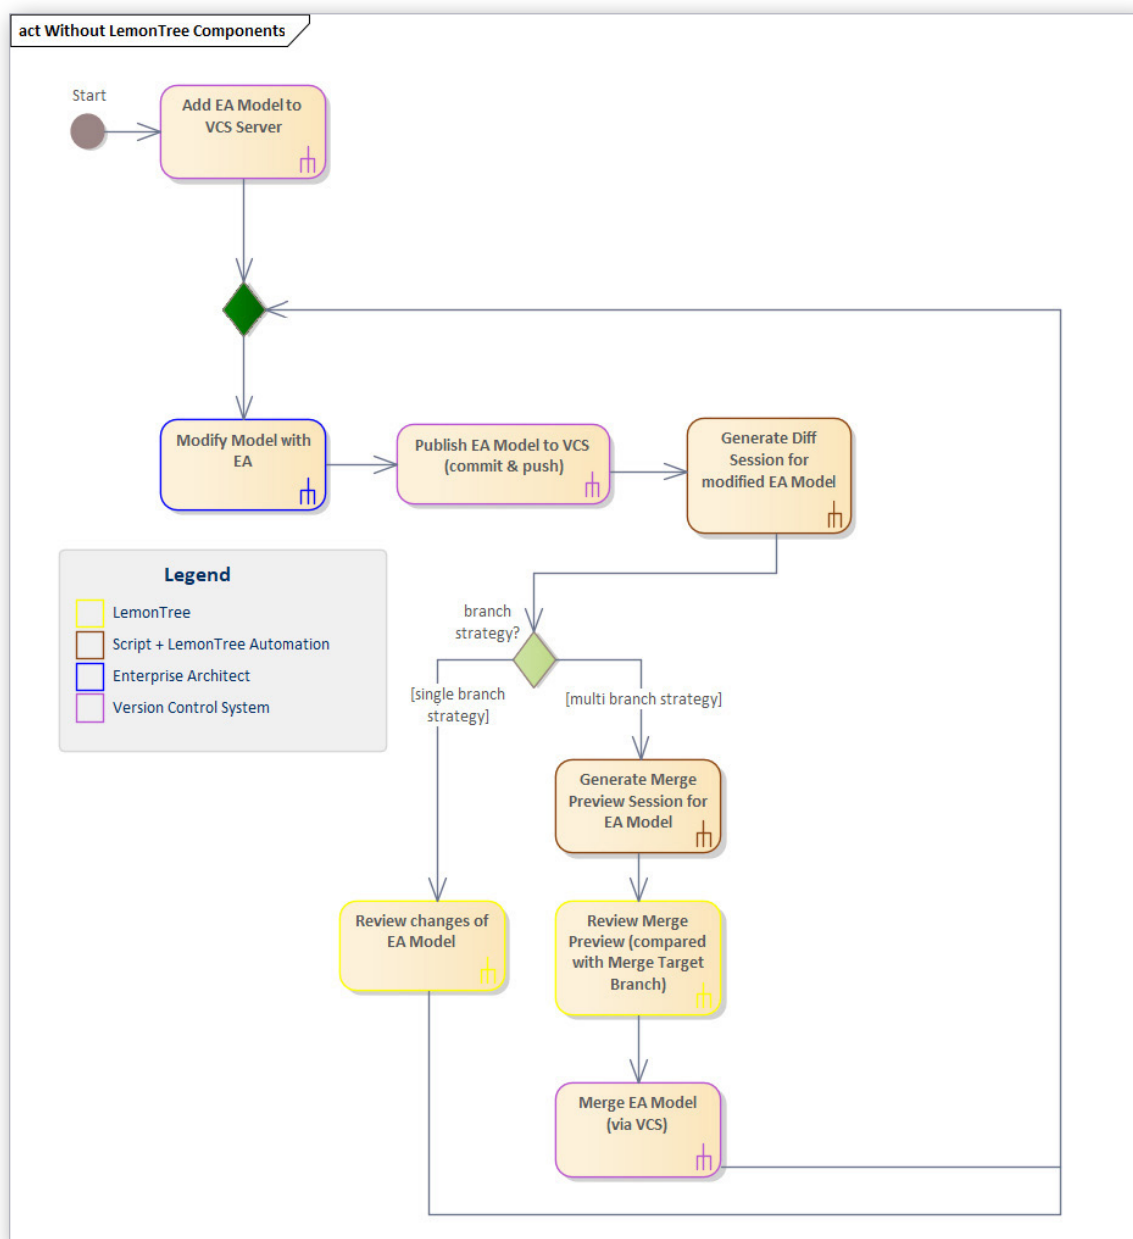 act Without LemonTree Components
Start
Add EA Model to
VCS Server
Modify Model with
EA
Publish EA Model to VCS
(commit & push)
Generate Diff
Session for
modified EA Model
Legend
LemonTree
Script + LemonTree Automation
Enterprise Architect
Version Control System
branch
strategy?
[single branch
strategy]
[multi branch strategy]
Generate Merge
Preview Session for
EA Model
Review changes of
EA Model
Review Merge
Preview (compared
with Merge Target
Branch)
Merge EA Model
(via VCS)